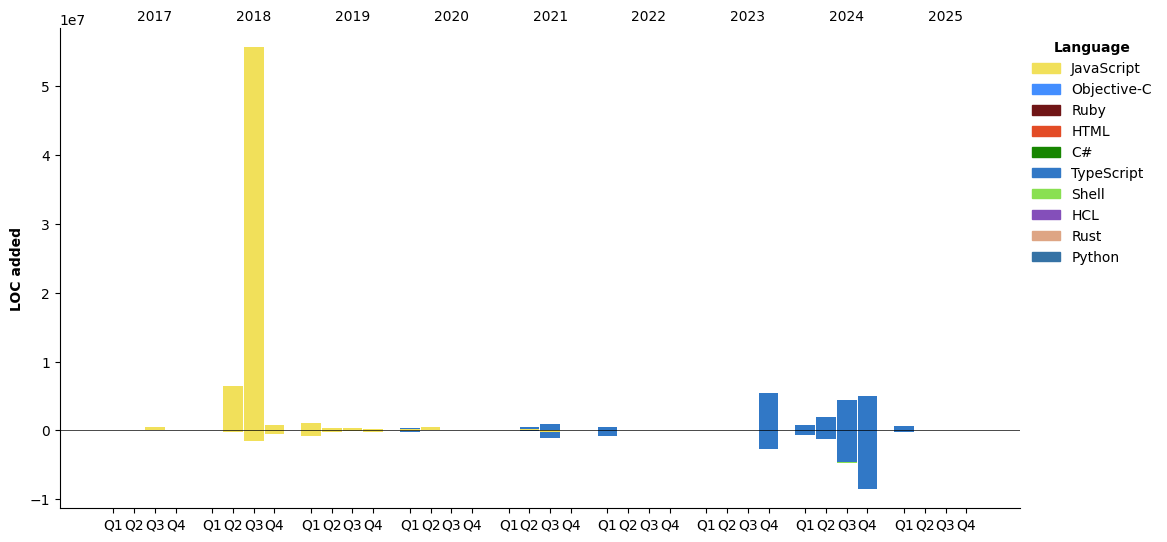 2017 2018 2019 2020 2021 2022 2023 2024 2025
1e7
Language
JavaScript
Objective-C
Ruby
HTML
C#
TypeScript
Shell
HCL
Rust
Python
LOC added
5
4
3
2
1
0
−1
Q1 Q2 Q3 Q4 Q1 Q2 Q3 Q4 Q1 Q2 Q3 Q4 Q1 Q2 Q3 Q4 Q1 Q2 Q3 Q4 Q1 Q2 Q3 Q4 Q1 Q2 Q3 Q4 Q1 Q2 Q3 Q4 Q1 Q2 Q3 Q4